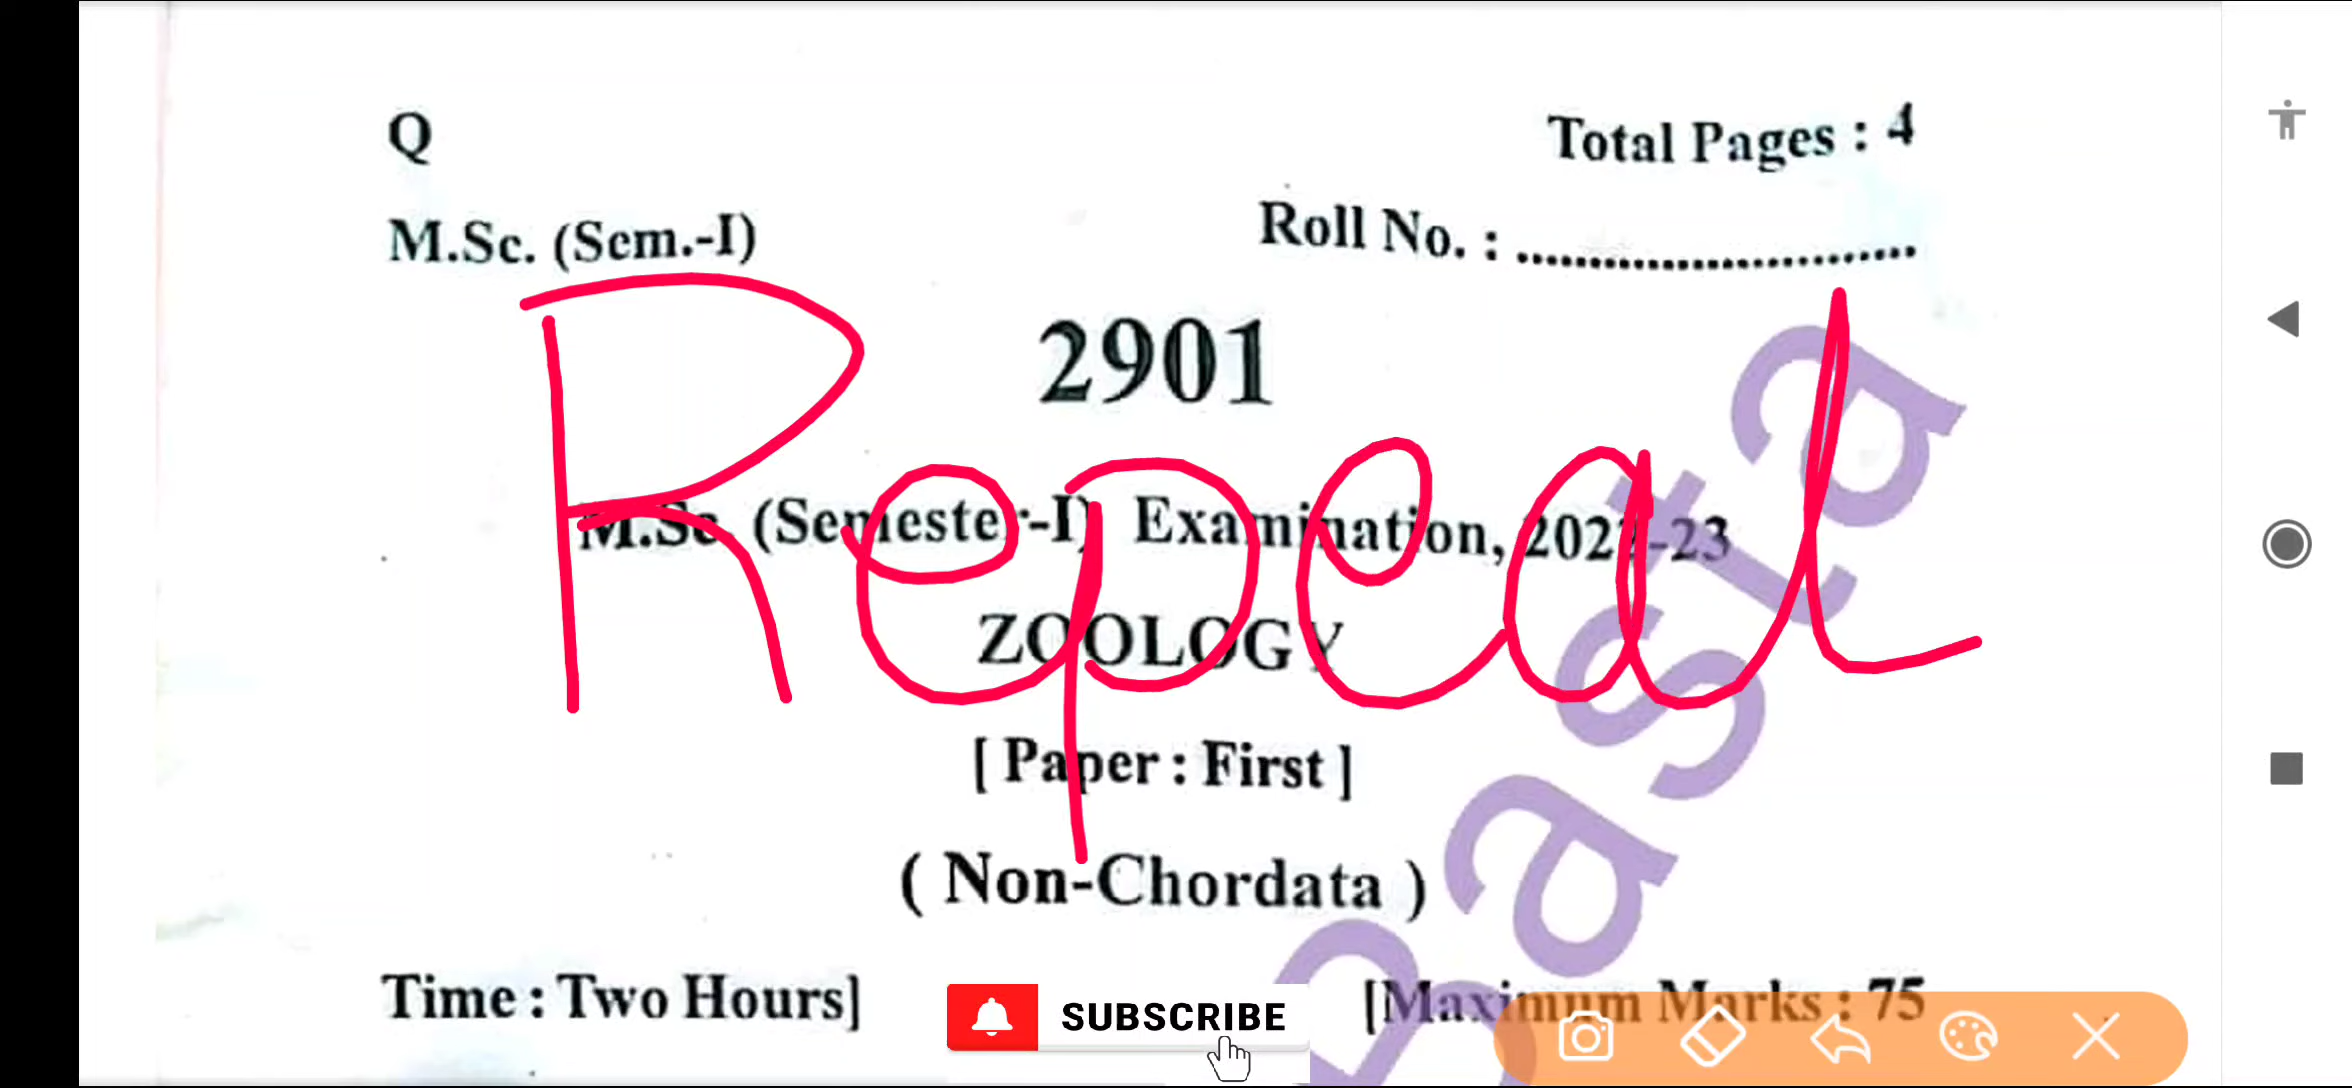 Q
Total Pages : 4
M.Sc. (Sem.-I)
Roll No. : ................................
2901
M.Sc. (Semester-I) Examination, 2022-23
ZOOLOGY
[ Paper : First ]
( Non-Chordata )
Time : Two Hours]
[Maximum Marks : 75
SUBSCRIBE
Repeal
Basta